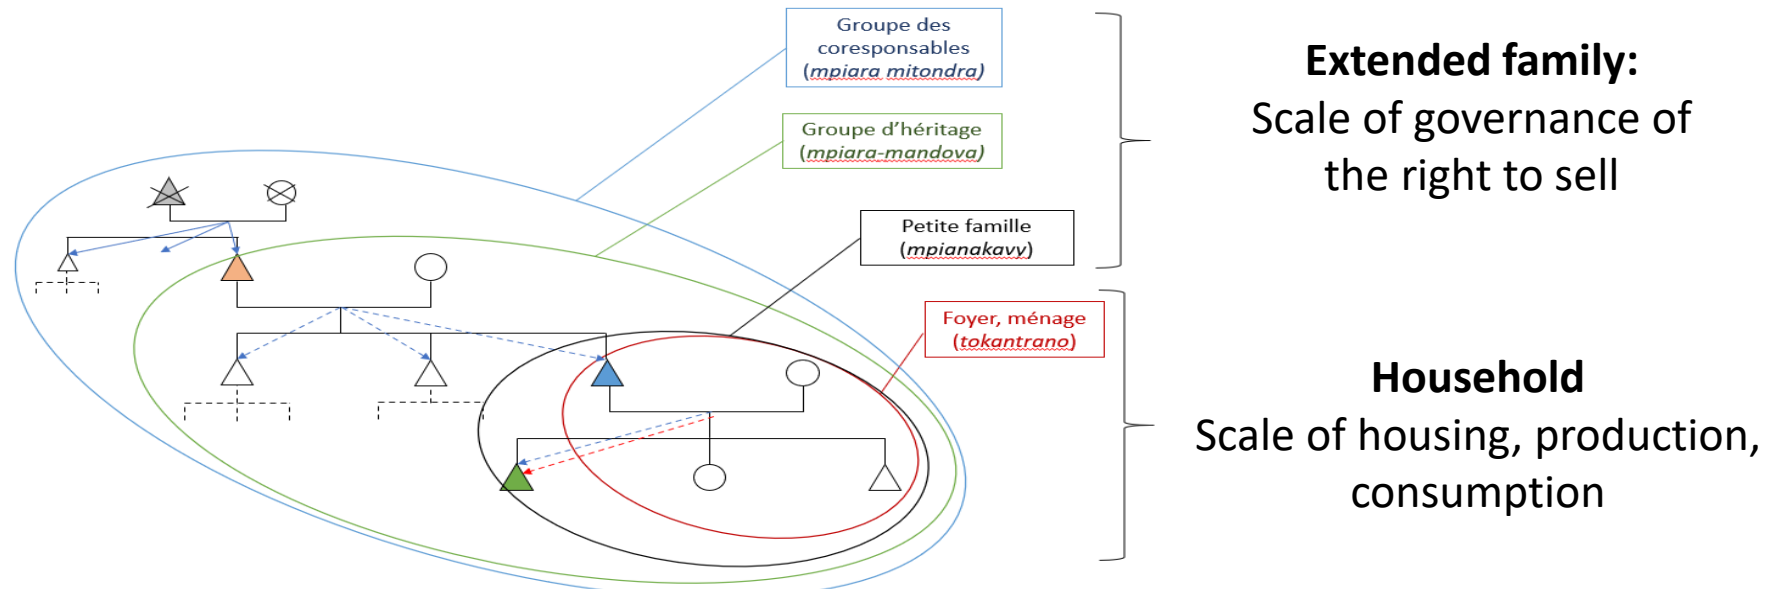 Groupe des
coresponsables
(mpiara mitondra)
Groupe d'héritage
(mpiara-mandova)
Petite famille
(mpianakavy)
Foyer, ménage
(tokantrano)
Extended family:
Scale of governance of
the right to sell
Household
Scale of housing, production,
consumption